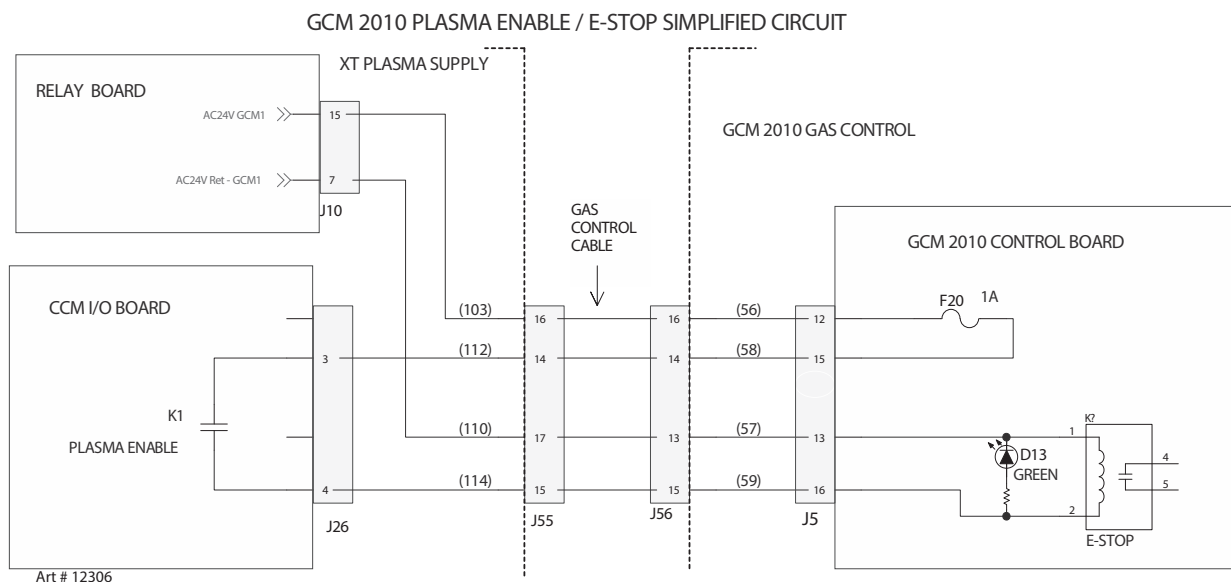 GCM 2010 PLASMA ENABLE / E-STOP SIMPLIFIED CIRCUIT
XT PLASMA SUPPLY
RELAY BOARD
AC24V GCM1
15
AC24V Ret - GCM1
7
J10
GCM 2010 GAS CONTROL
GAS
CONTROL
CABLE
GCM 2010 CONTROL BOARD
CCM I/O BOARD
K1
PLASMA ENABLE
3
4
J26
(103)
(112)
(110)
(114)
16
14
17
15
J55
16
14
13
15
J56
(56)
(58)
(57)
(59)
12
15
13
16
J5
F20
1A
D13
GREEN
K?
1
2
4
5
E-STOP
Art # 12306